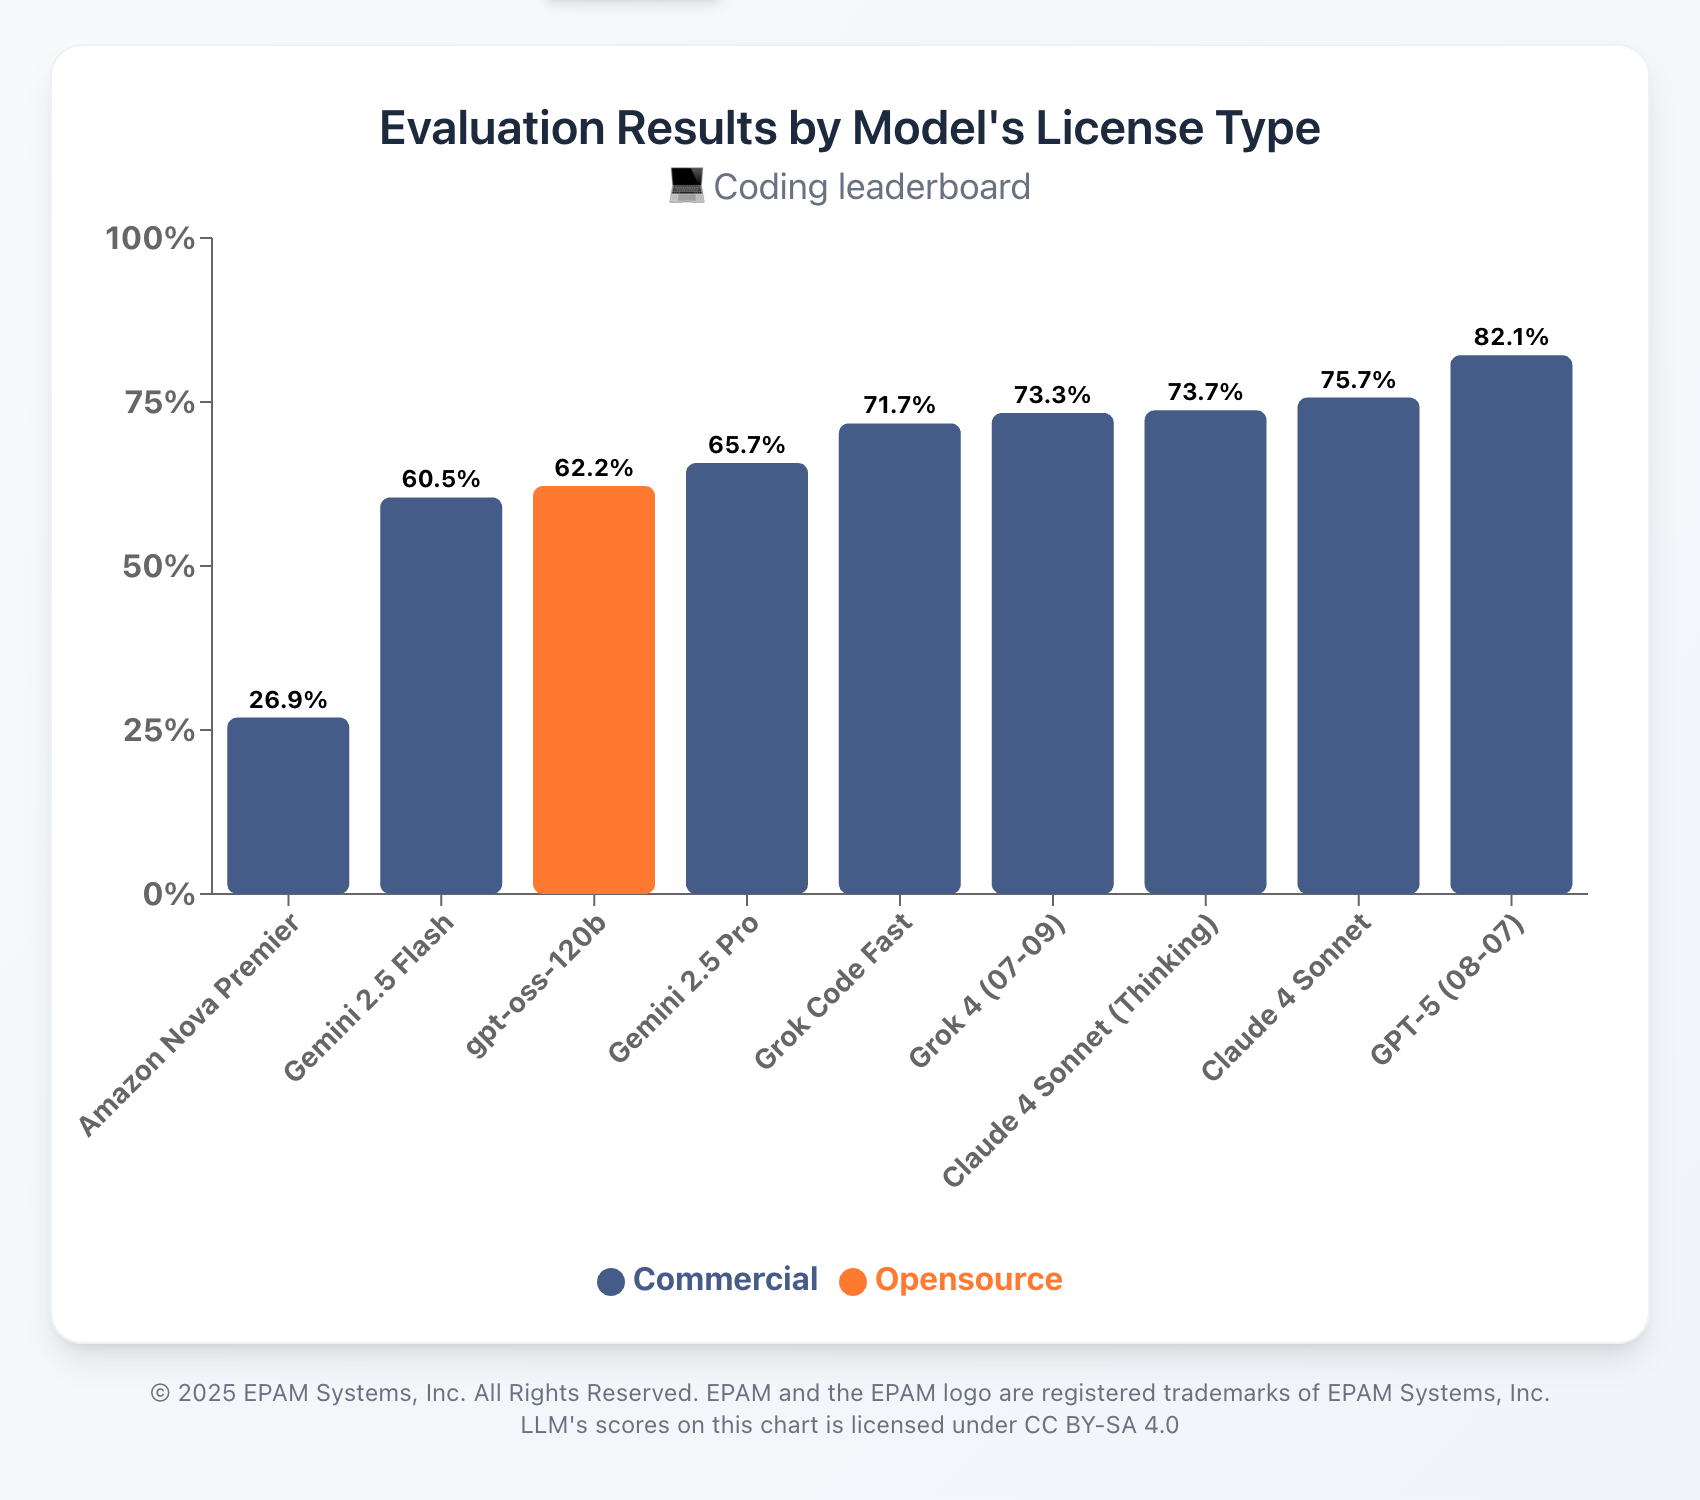 Evaluation Results by Model's License Type
💻 Coding leaderboard
100%
75%
50%
25%
0%
26.9%
60.5%
62.2%
65.7%
71.7%
73.3%
73.7%
75.7%
82.1%
Amazon Nova Premier
Gemini 2.5 Flash
gpt-oss-120b
Gemini 2.5 Pro
Grok Code Fast
Grok 4 (07-09)
Claude 4 Sonnet (Thinking)
Claude 4 Sonnet
GPT-5 (08-07)
Commercial Opensource
© 2025 EPAM Systems, Inc. All Rights Reserved. EPAM and the EPAM logo are registered trademarks of EPAM Systems, Inc.
LLM's scores on this chart is licensed under CC BY-SA 4.0